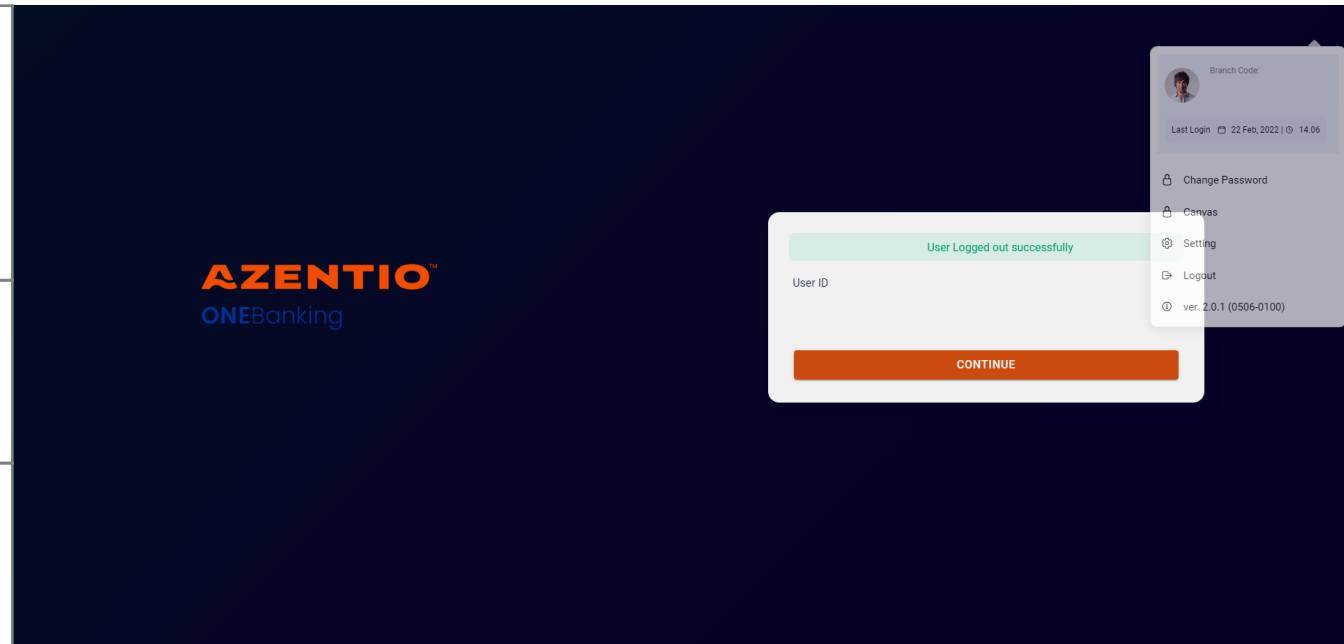 AZENTIO™
ONEBanking
User Logged out successfully
User ID
CONTINUE
Branch Code:
Last Login 22 Feb, 2022 | 14.06
Change Password
Canvas
Setting
Logout
ver. 2.0.1 (0506-0100)